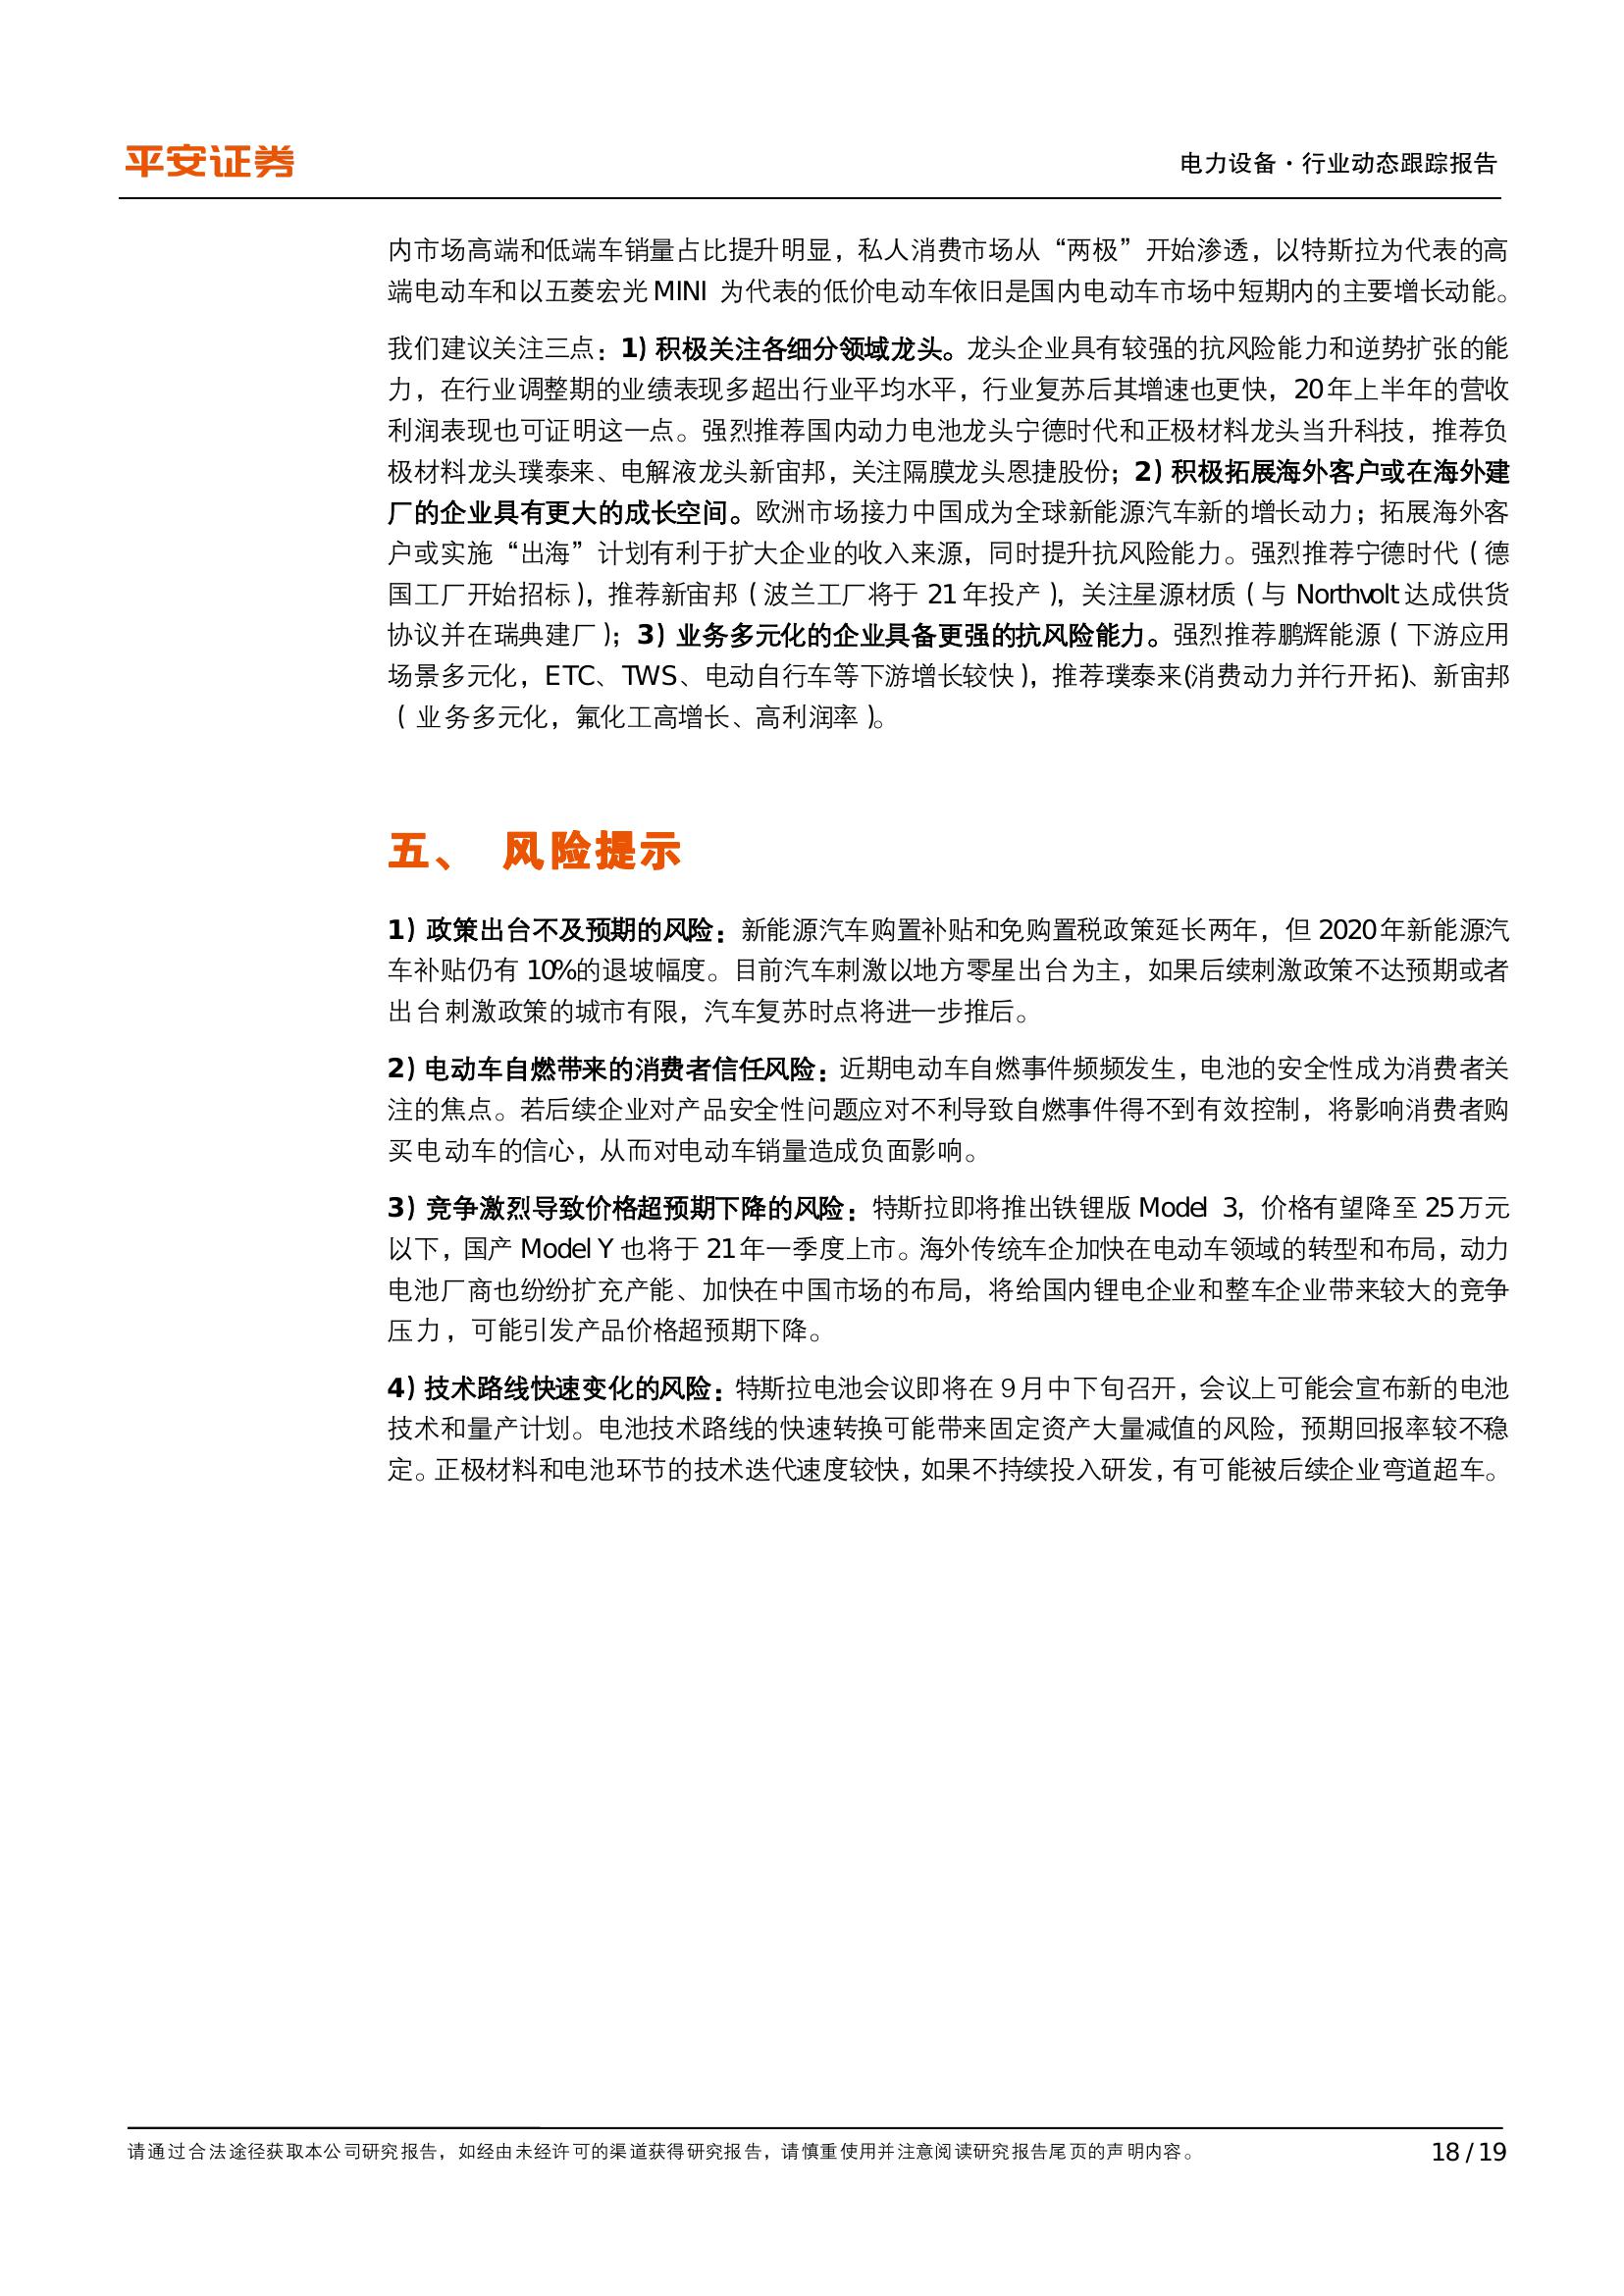 平安证券
电力设备·行业动态跟踪报告
内市场高端和低端车销量占比提升明显，私人消费市场从“两极”开始渗透，以特斯拉为代表的高
端电动车和以五菱宏光 MINI 为代表的低价电动车依旧是国内电动车市场中短期内的主要增长动能。
我们建议关注三点：1）积极关注各细分领域龙头。龙头企业具有较强的抗风险能力和逆势扩张的能
力，在行业调整期的业绩表现多超出行业平均水平，行业复苏后其增速也更快，20 年上半年的营收
利润表现也可证明这一点。强烈推荐国内动力电池龙头宁德时代和正极材料龙头当升科技，推荐负
极材料龙头璞泰来、电解液龙头新宙邦，关注隔膜龙头恩捷股份；2）积极拓展海外客户或在海外建
厂的企业具有更大的成长空间。欧洲市场接力中国成为全球新能源汽车新的增长动力；拓展海外客
户或实施“出海”计划有利于扩大企业的收入来源，同时提升抗风险能力。强烈推荐宁德时代（德
国工厂开始招标），推荐新宙邦（波兰工厂将于 21 年投产），关注星源材质（与 Northvolt 达成供货
协议并在瑞典建厂）；3）业务多元化的企业具备更强的抗风险能力。强烈推荐鹏辉能源（下游应用
场景多元化，ETC、TWS、电动自行车等下游增长较快），推荐璞泰来(消费动力并行开拓)、新宙邦
（业务多元化，氟化工高增长、高利润率）。
五、 风险提示
1）政策出台不及预期的风险：新能源汽车购置补贴和免购置税政策延长两年，但 2020 年新能源汽
车补贴仍有 10%的退坡幅度。目前汽车刺激以地方零星出台为主，如果后续刺激政策不达预期或者
出台刺激政策的城市有限，汽车复苏时点将进一步推后。
2）电动车自燃带来的消费者信任风险：近期电动车自燃事件频频发生，电池的安全性成为消费者关
注的焦点。若后续企业对产品安全性问题应对不利导致自燃事件得不到有效控制，将影响消费者购
买电动车的信心，从而对电动车销量造成负面影响。
3）竞争激烈导致价格超预期下降的风险：特斯拉即将推出铁锂版 Model 3，价格有望降至 25 万元
以下，国产 Model Y 也将于 21 年一季度上市。海外传统车企加快在电动车领域的转型和布局，动力
电池厂商也纷纷扩充产能、加快在中国市场的布局，将给国内锂电企业和整车企业带来较大的竞争
压力，可能引发产品价格超预期下降。
4）技术路线快速变化的风险：特斯拉电池会议即将在 9 月中下旬召开，会议上可能会宣布新的电池
技术和量产计划。电池技术路线的快速转换可能带来固定资产大量减值的风险，预期回报率较不稳
定。正极材料和电池环节的技术迭代速度较快，如果不持续投入研发，有可能被后续企业弯道超车。
请通过合法途径获取本公司研究报告，如经由未经许可的渠道获得研究报告，请慎重使用并注意阅读研究报告尾页的声明内容。
18 / 19